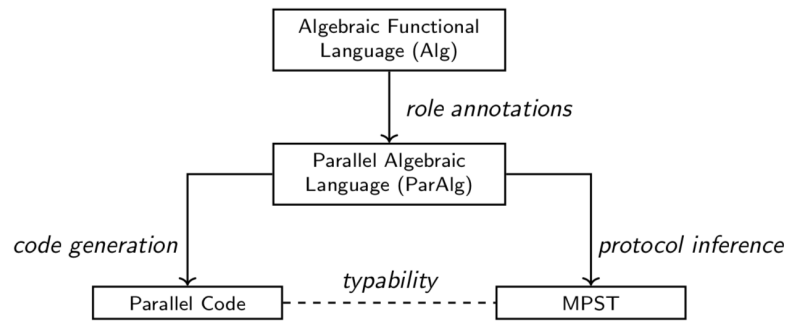 Algebraic Functional
Language (Alg)
role annotations
Parallel Algebraic
Language (ParAlg)
code generation
protocol inference
typability
Parallel Code
MPST